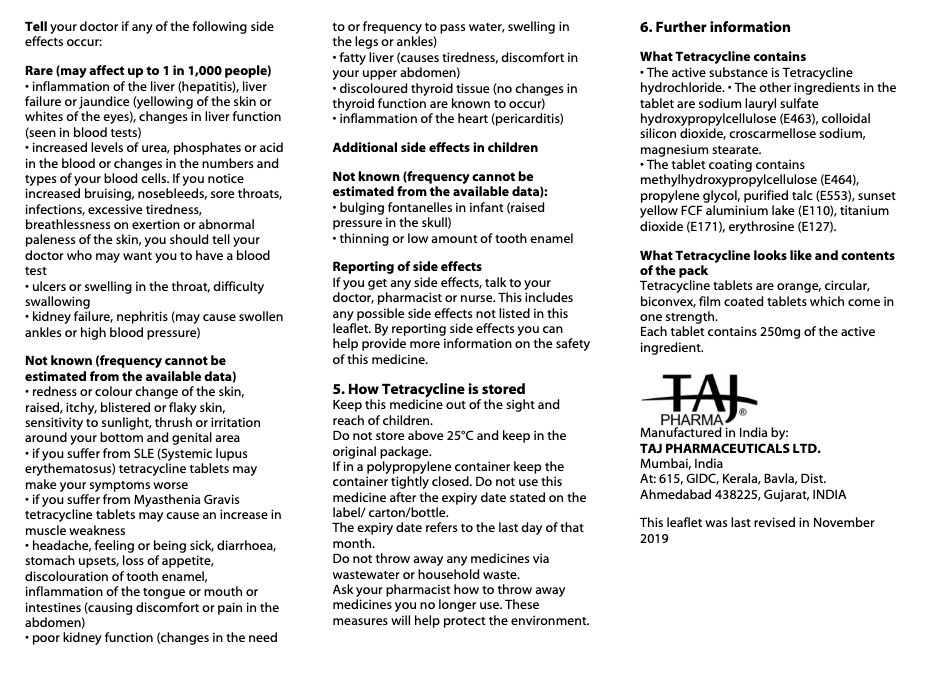 Tell your doctor if any of the following side
effects occur:
Rare (may affect up to 1 in 1,000 people)
• inflammation of the liver (hepatitis), liver
failure or jaundice (yellowing of the skin or
whites of the eyes), changes in liver function
(seen in blood tests)
• increased levels of urea, phosphates or acid
in the blood or changes in the numbers and
types of your blood cells. If you notice
increased bruising, nosebleeds, sore throats,
infections, excessive tiredness,
breathlessness on exertion or abnormal
paleness of the skin, you should tell your
doctor who may want you to have a blood
test
• ulcers or swelling in the throat, difficulty
swallowing
• kidney failure, nephritis (may cause swollen
ankles or high blood pressure)
Not known (frequency cannot be
estimated from the available data)
• redness or colour change of the skin,
raised, itchy, blistered or flaky skin,
sensitivity to sunlight, thrush or irritation
around your bottom and genital area
• if you suffer from SLE (Systemic lupus
erythematosus) tetracycline tablets may
make your symptoms worse
• if you suffer from Myasthenia Gravis
tetracycline tablets may cause an increase in
muscle weakness
• headache, feeling or being sick, diarrhoea,
stomach upsets, loss of appetite,
discolouration of tooth enamel,
inflammation of the tongue or mouth or
intestines (causing discomfort or pain in the
abdomen)
• poor kidney function (changes in the need
to or frequency to pass water, swelling in
the legs or ankles)
• fatty liver (causes tiredness, discomfort in
your upper abdomen)
• discoloured thyroid tissue (no changes in
thyroid function are known to occur)
• inflammation of the heart (pericarditis)
Additional side effects in children
Not known (frequency cannot be
estimated from the available data):
• bulging fontanelles in infant (raised
pressure in the skull)
• thinning or low amount of tooth enamel
Reporting of side effects
If you get any side effects, talk to your
doctor, pharmacist or nurse. This includes
any possible side effects not listed in this
leaflet. By reporting side effects you can
help provide more information on the safety
of this medicine.
5. How Tetracycline is stored
Keep this medicine out of the sight and
reach of children.
Do not store above 25°C and keep in the
original package.
If in a polypropylene container keep the
container tightly closed. Do not use this
medicine after the expiry date stated on the
label/ carton/bottle.
The expiry date refers to the last day of that
month.
Do not throw away any medicines via
wastewater or household waste.
Ask your pharmacist how to throw away
medicines you no longer use. These
measures will help protect the environment.
6. Further information
What Tetracycline contains
• The active substance is Tetracycline
hydrochloride. • The other ingredients in the
tablet are sodium lauryl sulfate
hydroxypropylcellulose (E463), colloidal
silicon dioxide, croscarmellose sodium,
magnesium stearate.
• The tablet coating contains
methylhydroxypropylcellulose (E464),
propylene glycol, purified talc (E553), sunset
yellow FCF aluminium lake (E110), titanium
dioxide (E171), erythrosine (E127).
What Tetracycline looks like and contents
of the pack
Tetracycline tablets are orange, circular,
biconvex, film coated tablets which come in
one strength.
Each tablet contains 250mg of the active
ingredient.
TAJ
PHARMA®
Manufactured in India by:
TAJ PHARMACEUTICALS LTD.
Mumbai, India
At: 615, GIDC, Kerala, Bavla, Dist.
Ahmedabad 438225, Gujarat, INDIA
This leaflet was last revised in November
2019